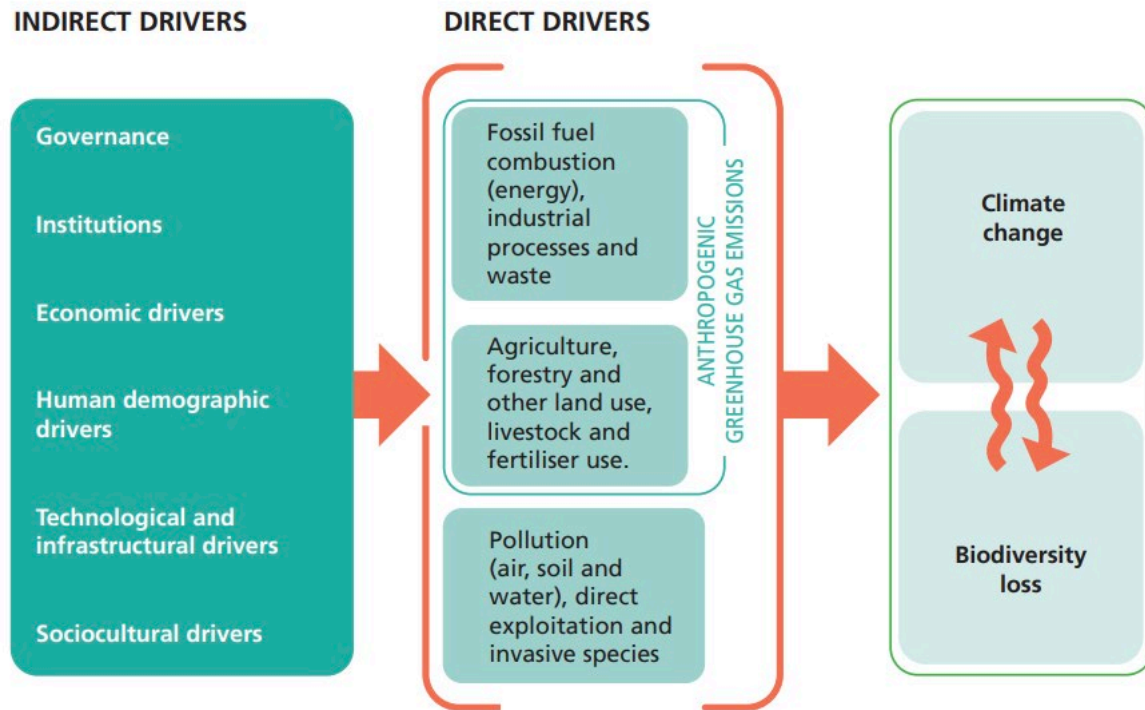 INDIRECT DRIVERS
Governance
Institutions
Economic drivers
Human demographic
drivers
Technological and
infrastructural drivers
Sociocultural drivers
DIRECT DRIVERS
Fossil fuel
combustion
(energy),
industrial
processes and
waste
Agriculture,
forestry and
other land use,
livestock and
fertiliser use.
ANTHROPOGENIC
GREENHOUSE GAS EMISSIONS
Pollution
(air, soil and
water), direct
exploitation and
invasive species
Climate
change
Biodiversity
loss